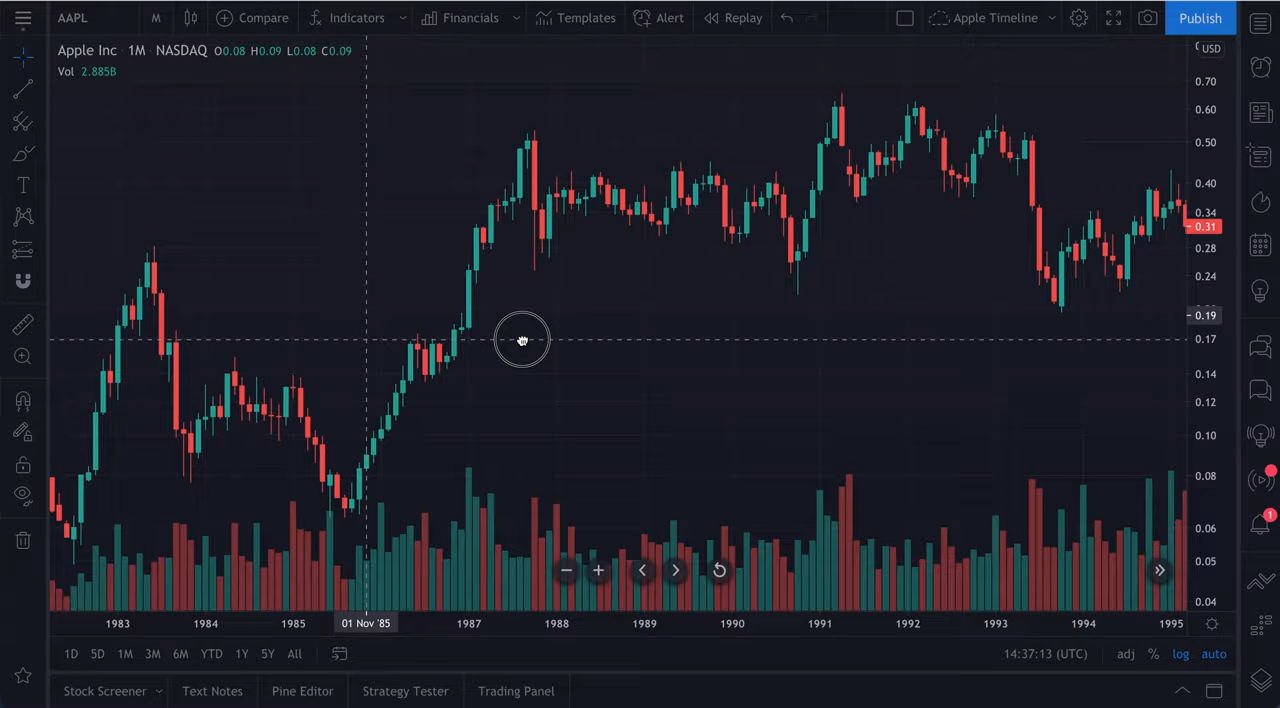 AAPL M Compare Indicators Financials Templates Alert Replay Apple Timeline Publish
Apple Inc · 1M · NASDAQ O0.08 H0.09 L0.08 C0.09
Vol 2.885B
USD
0.70
0.60
0.50
0.40
0.34
0.31
0.28
0.24
0.19
0.17
0.14
0.12
0.10
0.08
0.06
0.05
0.04
1
1983 1984 1985 01 Nov '85 1987 1988 1989 1990 1991 1992 1993 1994 1995
1D 5D 1M 3M 6M YTD 1Y 5Y All 14:37:13 (UTC) adj % log auto
Stock Screener Text Notes Pine Editor Strategy Tester Trading Panel